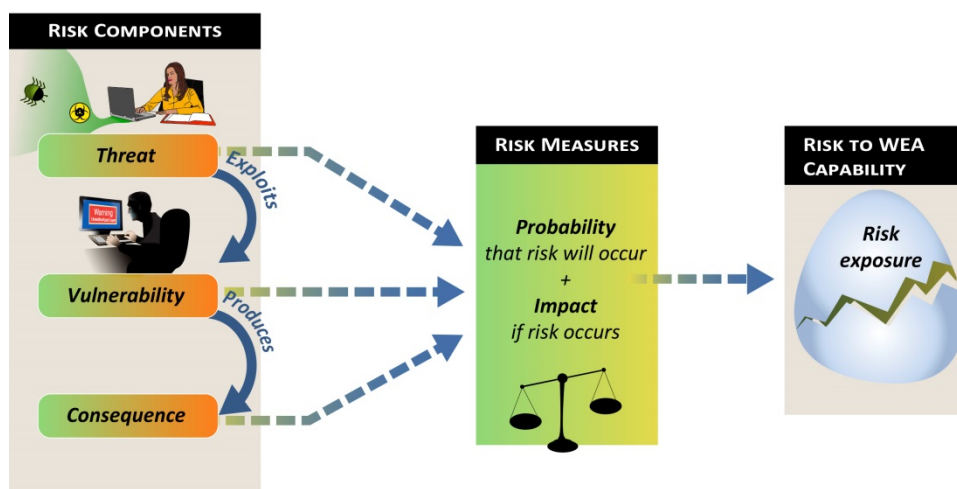 RISK COMPONENTS
Threat
Exploits
Warning
Vulnerability
Produces
Consequence
RISK MEASURES
Probability
that risk will occur
+
Impact
if risk occurs
RISK TO WEA
CAPABILITY
Risk
exposure